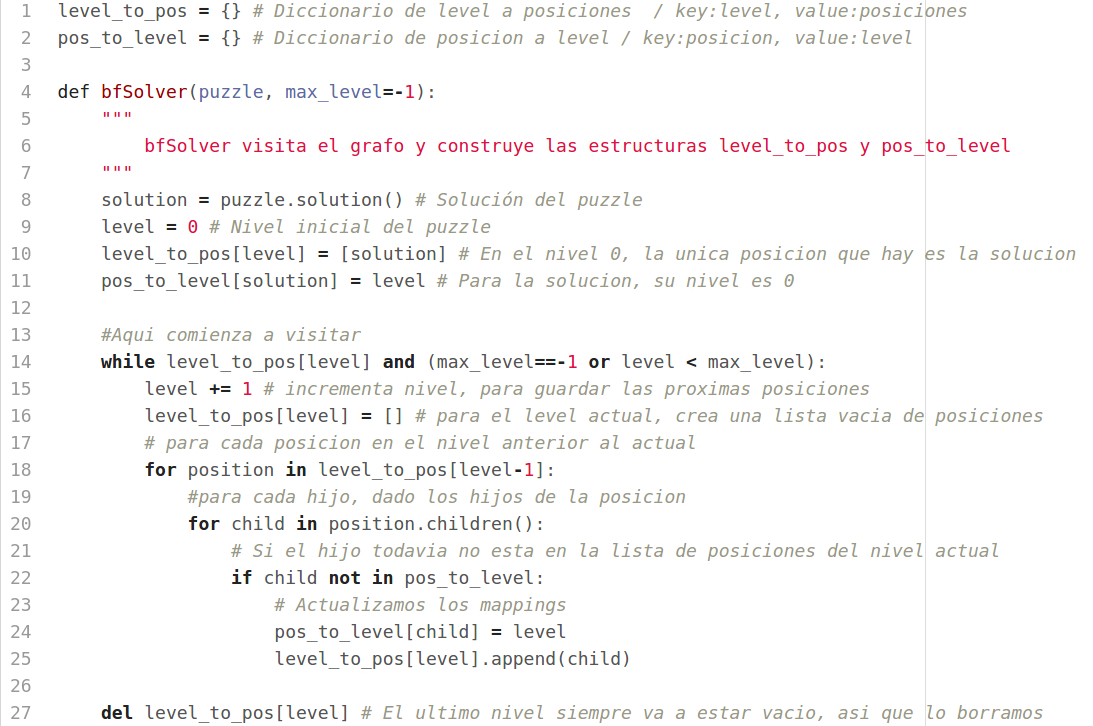 1 level_to_pos = {} # Diccionario de level a posiciones  / key:level, value:posiciones
2 pos_to_level = {} # Diccionario de posicion a level / key:posicion, value:level
3
4 def bfSolver(puzzle, max_level=-1):
5     """
6         bfSolver visita el grafo y construye las estructuras level_to_pos y pos_to_level
7     """
8     solution = puzzle.solution() # Solución del puzzle
9     level = 0 # Nivel inicial del puzzle
10     level_to_pos[level] = [solution] # En el nivel 0, la unica posicion que hay es la solucion
11     pos_to_level[solution] = level # Para la solucion, su nivel es 0
12
13     #Aqui comienza a visitar
14     while level_to_pos[level] and (max_level==-1 or level < max_level):
15         level += 1 # incrementa nivel, para guardar las proximas posiciones
16         level_to_pos[level] = [] # para el level actual, crea una lista vacia de posiciones
17         # para cada posicion en el nivel anterior al actual
18         for position in level_to_pos[level-1]:
19             #para cada hijo, dado los hijos de la posicion
20             for child in position.children():
21                 # Si el hijo todavia no esta en la lista de posiciones del nivel actual
22                 if child not in pos_to_level:
23                     # Actualizamos los mappings
24                     pos_to_level[child] = level
25                     level_to_pos[level].append(child)
26
27     del level_to_pos[level] # El ultimo nivel siempre va a estar vacio, asi que lo borramos